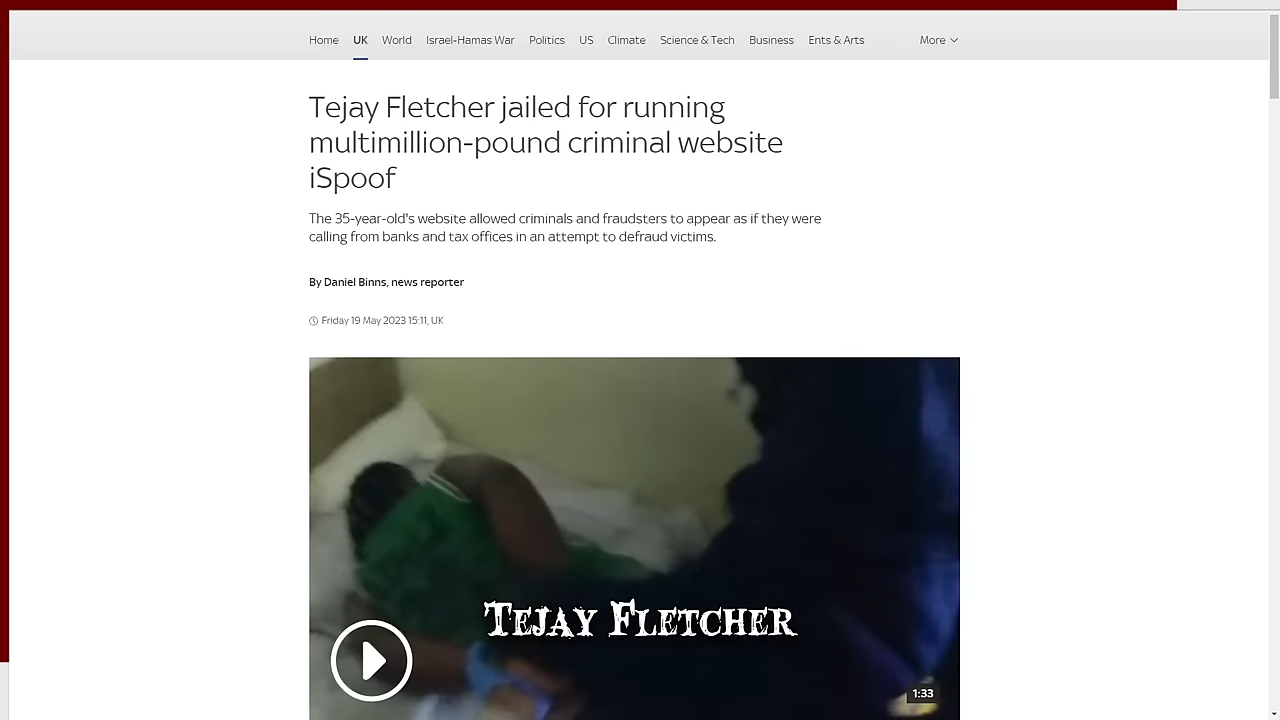 Home UK World Israel-Hamas War Politics US Climate Science & Tech Business Ents & Arts More
Tejay Fletcher jailed for running
multimillion-pound criminal website
iSpoof
The 35-year-old's website allowed criminals and fraudsters to appear as if they were
calling from banks and tax offices in an attempt to defraud victims.
By Daniel Binns, news reporter
Friday 19 May 2023 15:11, UK
Tejay Fletcher
1:33